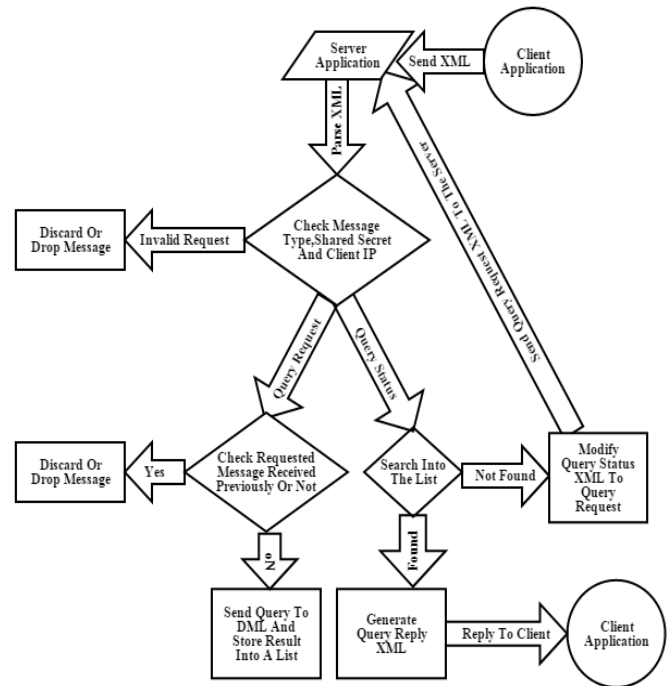 Server
Application
Send XML
Client
Application
Parse XML
Send Query Request XML To The Server
Check Message
Type,Shared Secret
And Client IP
Invalid Request
Discard Or
Drop Message
Query Request
Query Status
Check Requested
Message Received
Previously Or Not
Yes
Discard Or
Drop Message
Search Into
The List
Not Found
Modify
Query Status
XML To
Query
Request
No
Found
Send Query To
DML And
Store Result
Into A List
Generate
Query Reply
XML
Reply To Client
Client
Application